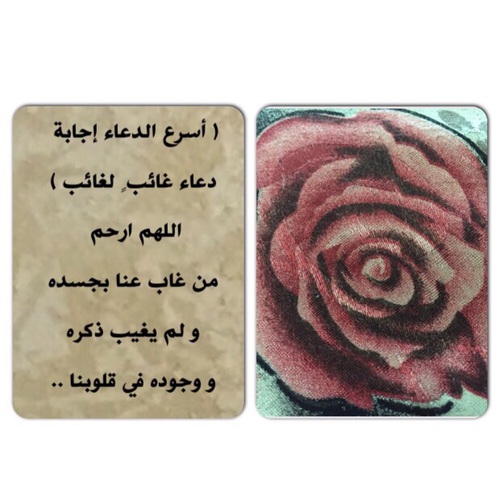 ( أسرع الدعاء إجابة
دعاء غائبٍ لغائب )
اللهم ارحم
من غاب عنا بجسده
و لم يغيب ذكره
و وجوده في قلوبنا ..